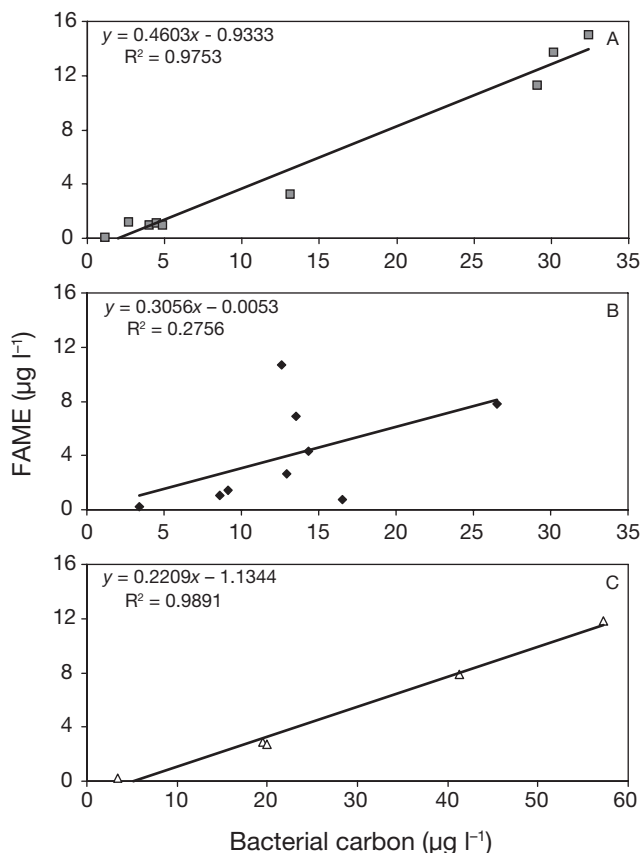 16
y = 0.4603x - 0.9333
A
R² = 0.9753
12
8
4
0
0 5 10 15 20 25 30 35
16
y = 0.3056x – 0.0053
B
R² = 0.2756
12
8
4
0
0 5 10 15 20 25 30 35
16
y = 0.2209x – 1.1344
C
R² = 0.9891
12
8
4
0
0 10 20 30 40 50 60
FAME (µg l⁻¹)
Bacterial carbon (µg l⁻¹)